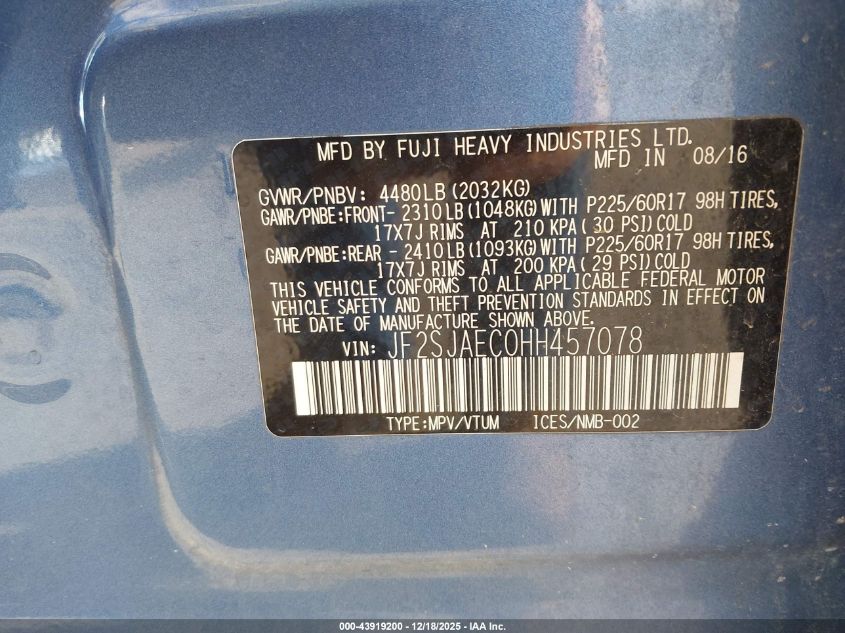 MFD BY FUJI HEAVY INDUSTRIES LTD.
MFD IN 08/16
GVWR/PNBV: 4480LB(2032KG)
GAWR/PNBE:FRONT- 2310LB(1048KG)WITH P225/60R17 98H TIRES,
17X7J RIMS AT 210 KPA( 30 PSI)COLD
GAWR/PNBE:REAR - 2410LB(1093KG)WITH P225/60R17 98H TIRES,
17X7J RIMS AT 200 KPA( 29 PSI)COLD
THIS VEHICLE CONFORMS TO ALL APPLICABLE FEDERAL MOTOR
VEHICLE SAFETY AND THEFT PREVENTION STANDARDS IN EFFECT ON
THE DATE OF MANUFACTURE SHOWN ABOVE.
VIN: JF2SJAEC0HH457078
TYPE:MPV/VTUM ICES/NMB-002
000-43919200 - 12/18/2025 - IAA Inc.